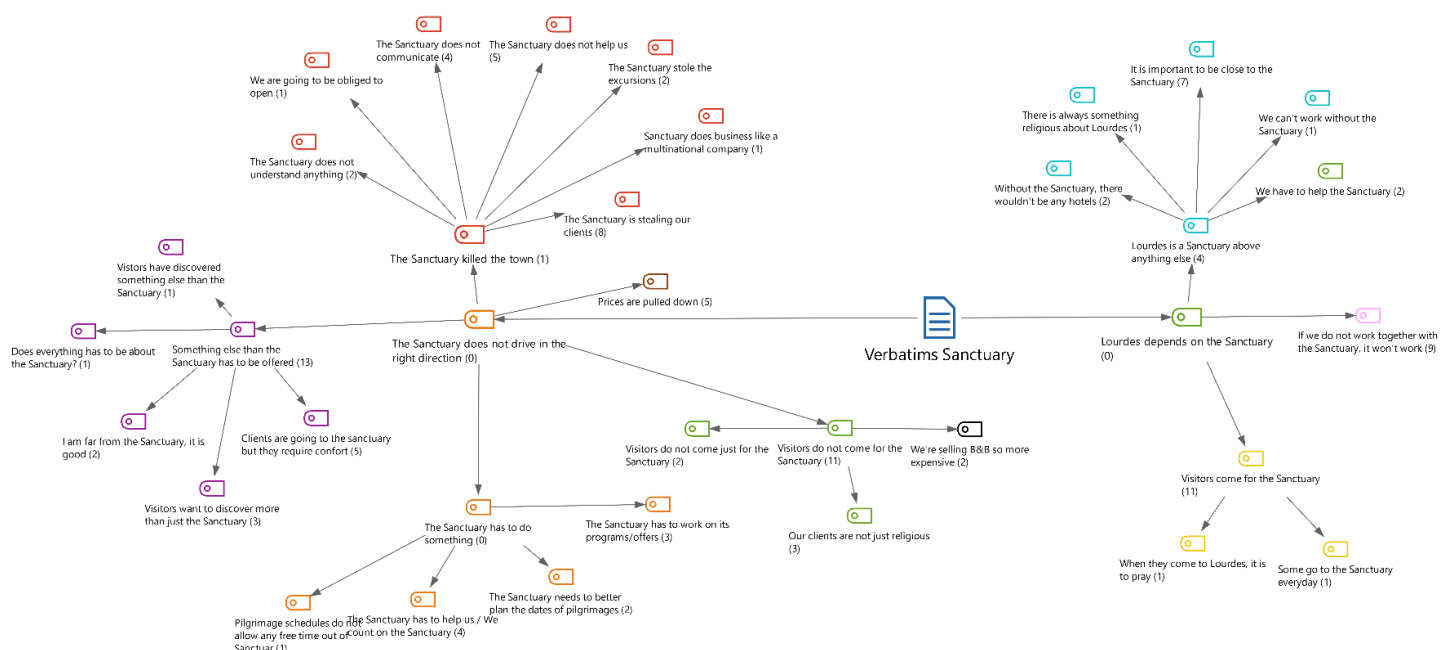 The Sanctuary does not
communicate (4)
The Sanctuary does not help us
(5)
The Sanctuary stole the
excursions (2)
We are going to be obliged to
open (1)
Sanctuary does business like a
multinational company (1)
The Sanctuary does not
understand anything (2)
The Sanctuary is stealing our
clients (8)
The Sanctuary killed the town (1)
It is important to be close to the
Sanctuary (7)
There is always something
religious about Lourdes (1)
We can't work without the
Sanctuary (1)
Without the Sanctuary, there
wouldn't be any hotels (2)
We have to help the Sanctuary (2)
Lourdes is a Sanctuary above
anything else (4)
Vistors have discovered
something else than the
Sanctuary (1)
Prices are pulled down (5)
Does everything has to be about
the Sanctuary? (1)
Something else than the
Sanctuary has to be offered (13)
The Sanctuary does not drive in the
right direction (0)
Verbatims Sanctuary
Lourdes depends on the Sanctuary
(0)
If we do not work together with
the Sanctuary, it won't work (9)
I am far from the Sanctuary, it is
good (2)
Clients are going to the sanctuary
but they require confort (5)
Visitors want to discover more
than just the Sanctuary (3)
Visitors do not come just for the
Sanctuary (2)
Visitors do not come for the
Sanctuary (11)
We're selling B&B so more
expensive (2)
Our clients are not just religious
(3)
Visitors come for the Sanctuary
(11)
When they come to Lourdes, it is
to pray (1)
Some go to the Sanctuary
everyday (1)
The Sanctuary has to do
something (0)
The Sanctuary has to work on its
programs/offers (3)
The Sanctuary needs to better
plan the dates of pilgrimages (2)
Pilgrimage schedules do not
allow any free time out of
Sanctuar (1)
The Sanctuary has to help us / We
count on the Sanctuary (4)